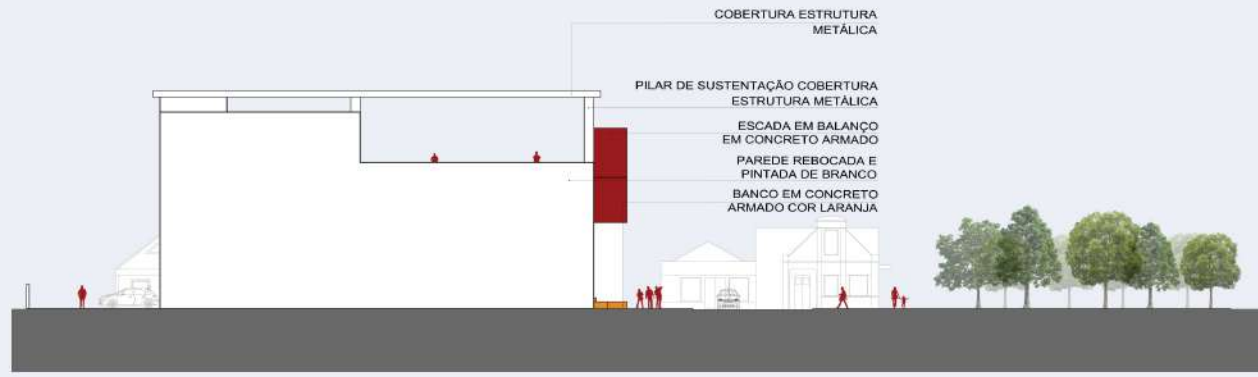 COBERTURA ESTRUTURA
METÁLICA
PILAR DE SUSTENTAÇÃO COBERTURA
ESTRUTURA METÁLICA
ESCADA EM BALANÇO
EM CONCRETO ARMADO
PAREDE REBOCADA E
PINTADA DE BRANCO
BANCO EM CONCRETO
ARMADO COR LARANJA